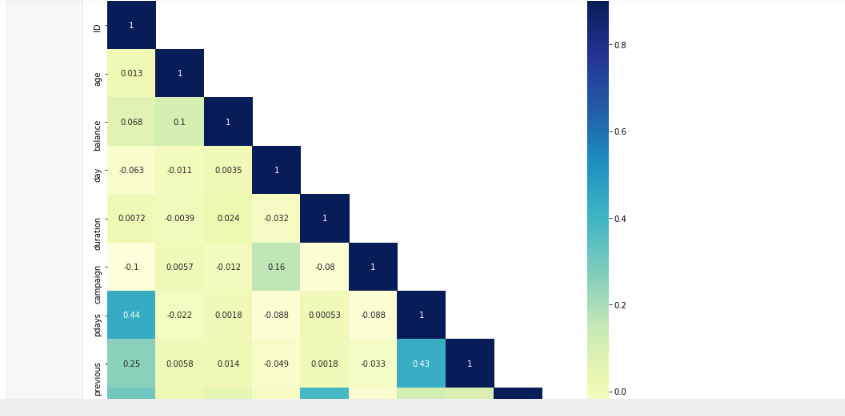 ID 1
0.8
age 0.013 1
balance 0.068 0.1 1
0.6
day -0.063 -0.011 0.0035 1
duration 0.0072 -0.0039 0.024 -0.032 1
0.4
campaign -0.1 0.0057 -0.012 0.16 -0.08 1
0.2
pdays 0.44 -0.022 0.0018 -0.088 0.00053 -0.088 1
previous 0.25 0.0058 0.014 -0.049 0.0018 -0.033 0.43 1
0.0